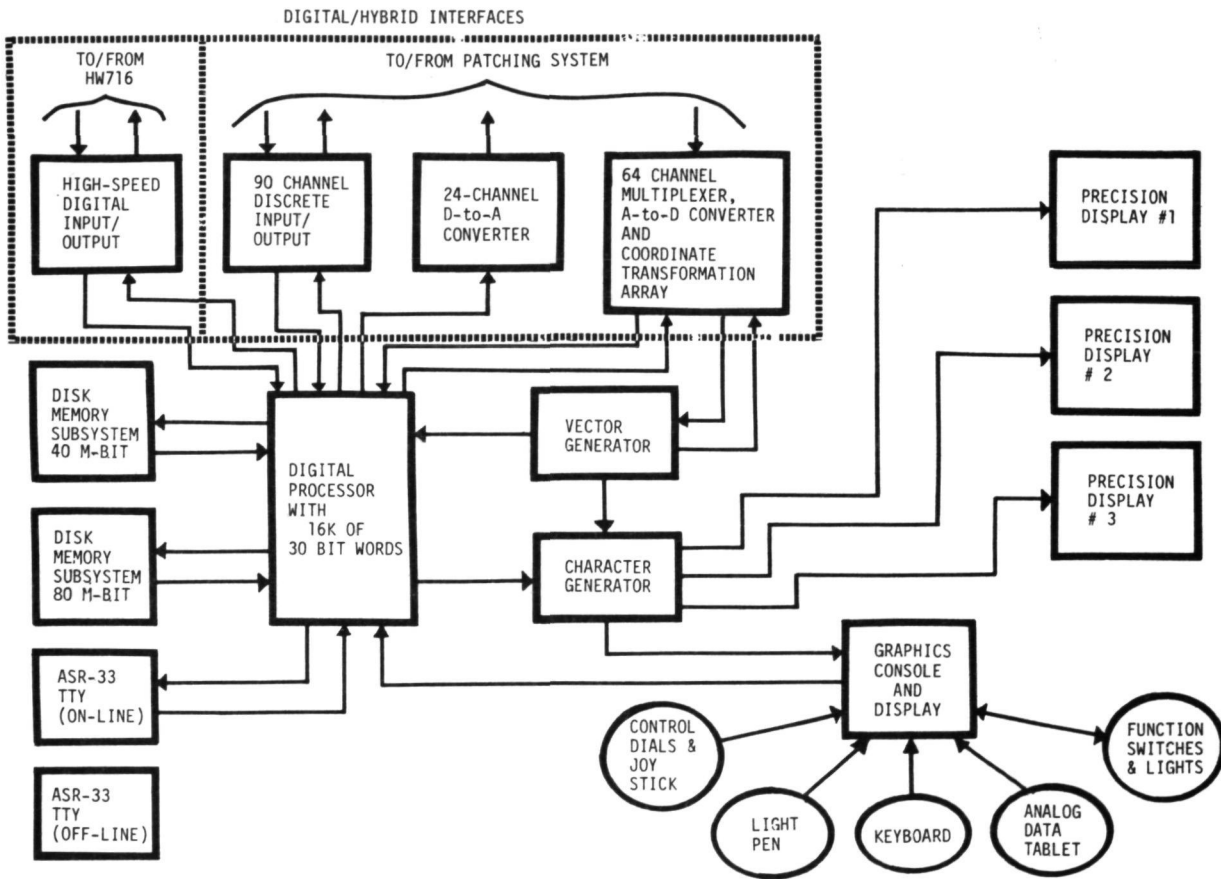 DIGITAL/HYBRID INTERFACES
TO/FROM
HW716
TO/FROM PATCHING SYSTEM
HIGH-SPEED
DIGITAL
INPUT/
OUTPUT
90 CHANNEL
DISCRETE
INPUT/
OUTPUT
24-CHANNEL
D-to-A
CONVERTER
64 CHANNEL
MULTIPLEXER,
A-to-D CONVERTER
AND
COORDINATE
TRANSFORMATION
ARRAY
PRECISION
DISPLAY #1
PRECISION
DISPLAY
# 2
PRECISION
DISPLAY
# 3
DISK
MEMORY
SUBSYSTEM
40 M-BIT
DISK
MEMORY
SUBSYSTEM
80 M-BIT
DIGITAL
PROCESSOR
WITH
16K OF
30 BIT WORDS
VECTOR
GENERATOR
CHARACTER
GENERATOR
ASR-33
TTY
(ON-LINE)
ASR-33
TTY
(OFF-LINE)
GRAPHICS
CONSOLE
AND
DISPLAY
CONTROL
DIALS &
JOY
STICK
LIGHT
PEN
KEYBOARD
ANALOG
DATA
TABLET
FUNCTION
SWITCHES
& LIGHTS